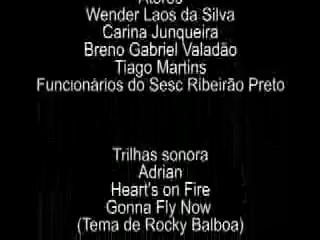 Atores
Wender Laos da Silva
Carina Junqueira
Breno Gabriel Valadão
Tiago Martins
Funcionários do Sesc Ribeirão Preto
Trilhas sonora
Adrian
Heart's on Fire
Gonna Fly Now
(Tema de Rocky Balboa)